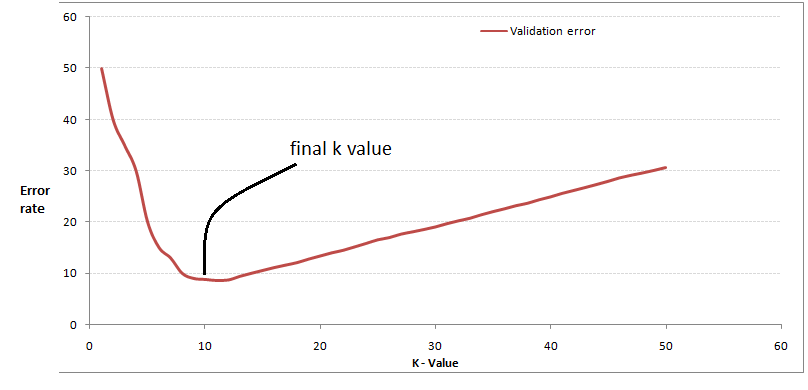 60
Validation error
50
40
final k value
30
Error
rate
20
10
0
0 10 20 30 40 50 60
K - Value